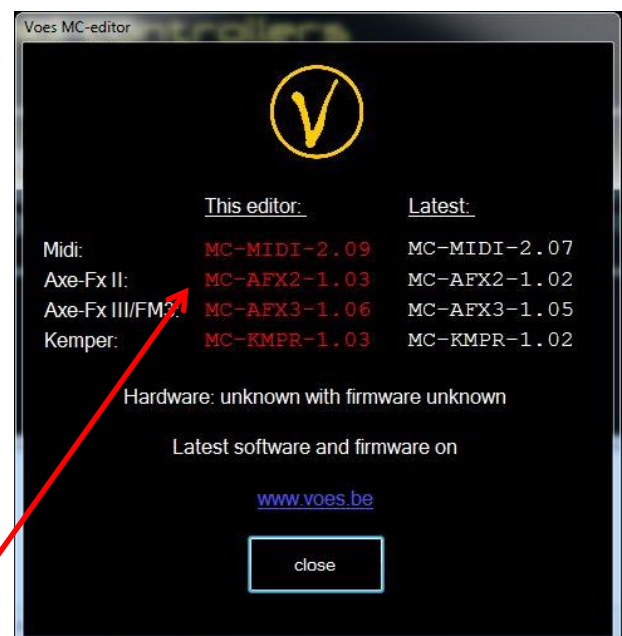 Voes MC-editor
V
This editor: Latest:
Midi: MC-MIDI-2.09 MC-MIDI-2.07
Axe-Fx II: MC-AFX2-1.03 MC-AFX2-1.02
Axe-Fx III/FM3: MC-AFX3-1.06 MC-AFX3-1.05
Kemper: MC-KMPR-1.03 MC-KMPR-1.02
Hardware: unknown with firmware unknown
Latest software and firmware on
www.voes.be
close